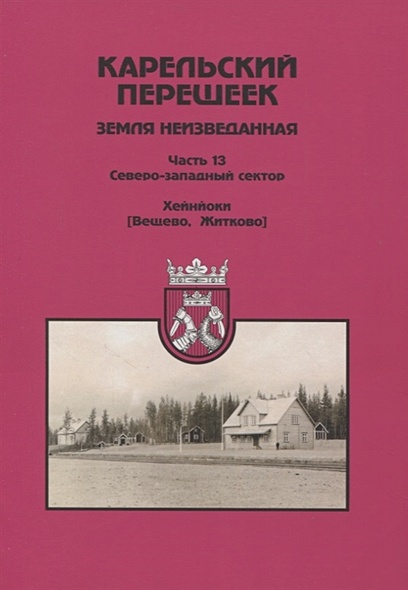 КАРЕЛЬСКИЙ
ПЕРЕШЕЕК
ЗЕМЛЯ НЕИЗВЕДАННАЯ
Часть 13
Северо-западный сектор
Хейнйоки
[Вещево, Житково]